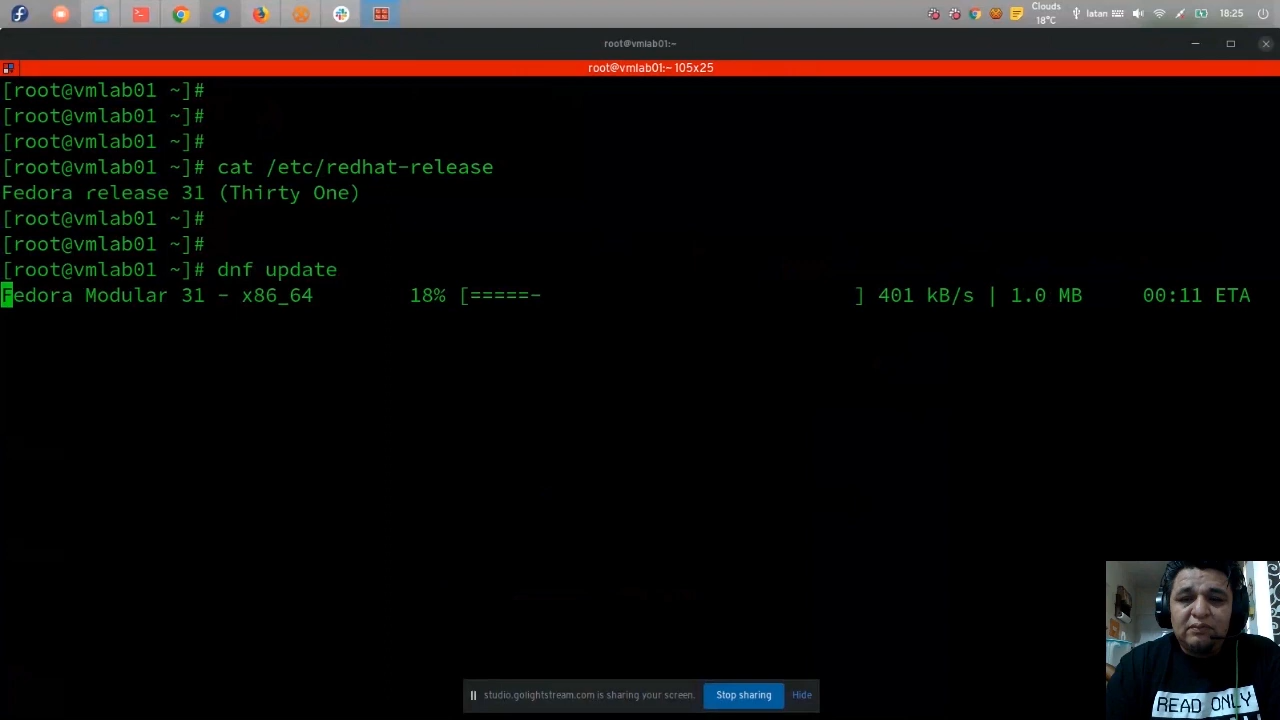 Clouds
18°C
latan
18:25
root@vmlab01:~
root@vmlab01:~ 105x25
[root@vmlab01 ~]#
[root@vmlab01 ~]#
[root@vmlab01 ~]#
[root@vmlab01 ~]# cat /etc/redhat-release
Fedora release 31 (Thirty One)
[root@vmlab01 ~]#
[root@vmlab01 ~]#
[root@vmlab01 ~]# dnf update
Fedora Modular 31 - x86_64 18% [=====- ] 401 kB/s | 1.0 MB 00:11 ETA
studio.golightstream.com is sharing your screen. Stop sharing Hide
READ ONLY